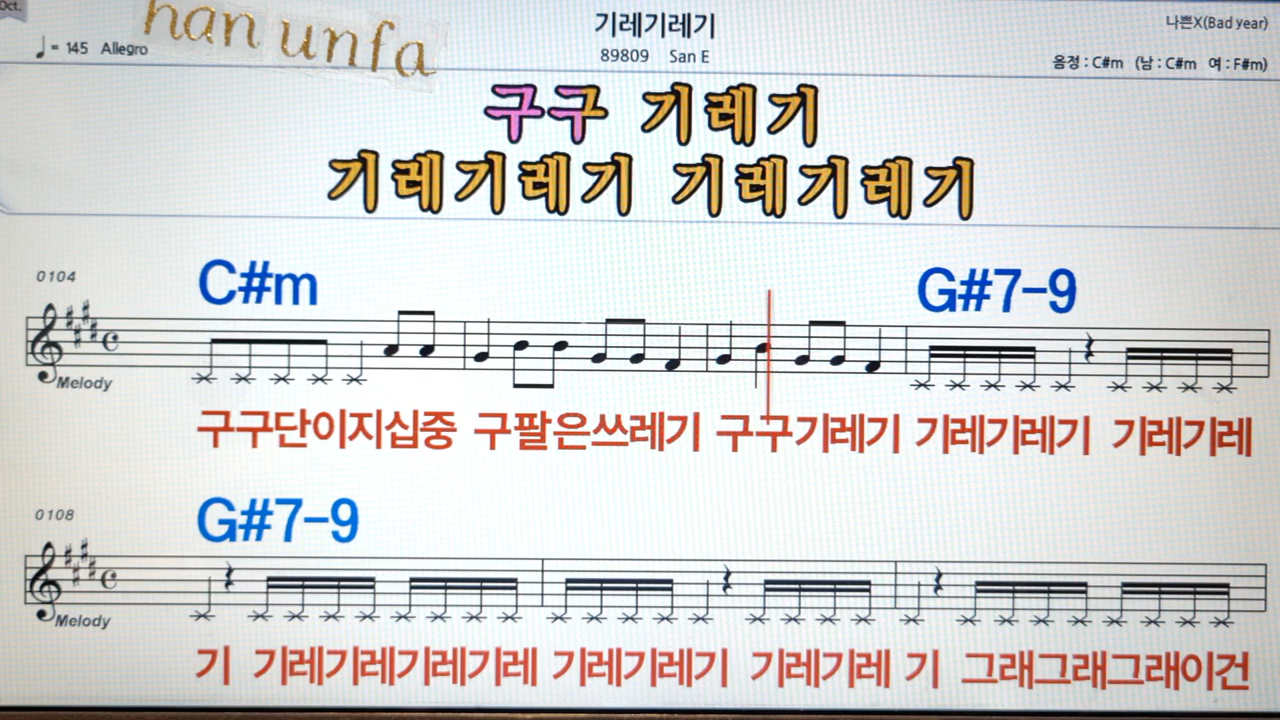 Oct.
han unfa
기레기레기
나쁜X(Bad year)
♩= 145 Allegro
89809 San E
음정 : C#m (남 : C#m 여 : F#m)
구구 기레기
기레기레기 기레기레기
0104
C#m
G#7-9
Melody
구구단이지십중 구팔은쓰레기 구구기레기 기레기레기 기레기레
0108
G#7-9
Melody
기 기레기레기레기레 기레기레기 기레기레 기 그래그래그래이건